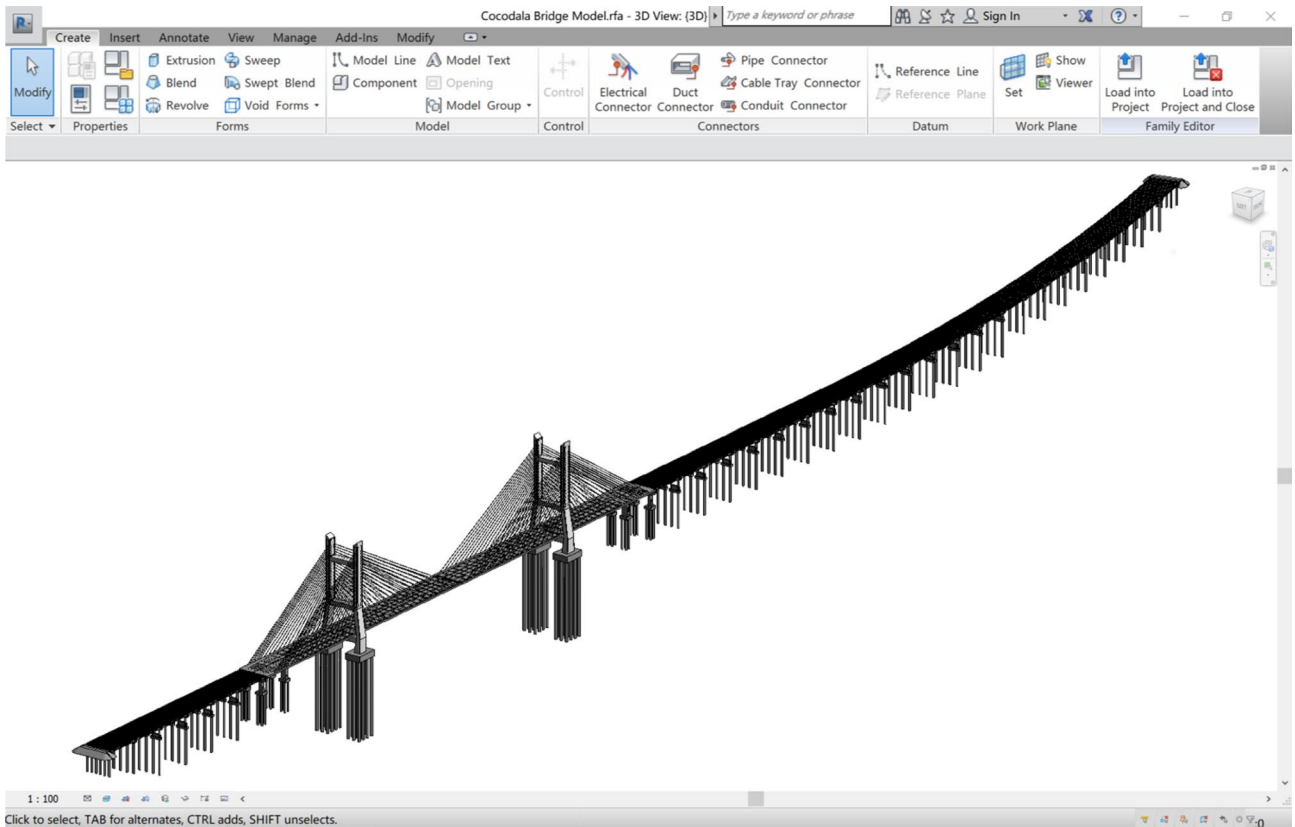 Cocodala Bridge Model.rfa - 3D View: {3D} Type a keyword or phrase Sign In
Create Insert Annotate View Manage Add-Ins Modify
Extrusion Sweep Model Line Model Text Pipe Connector Show
Blend Swept Blend Component Opening Cable Tray Connector Reference Line Viewer
Revolve Void Forms Model Group Conduit Connector Reference Plane
Modify Control Electrical Connector Duct Connector Set Load into Project Load into Project and Close
Select Properties Forms Model Control Connectors Datum Work Plane Family Editor
1 : 100
Click to select, TAB for alternates, CTRL adds, SHIFT unselects. :0